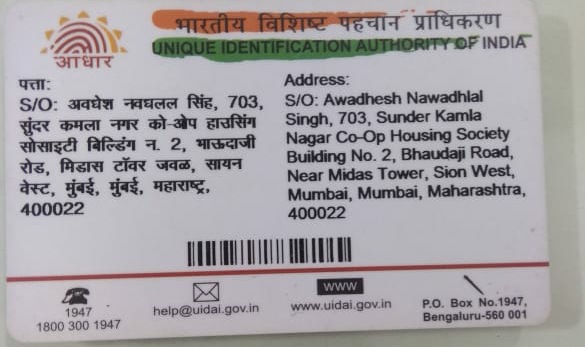 भारतीय विशिष्ट पहचान प्राधिकरण
UNIQUE IDENTIFICATION AUTHORITY OF INDIA
आधार
पत्ता:
S/O: अवघेश नवघलल सिंह, 703,
सुंदर कमला नगर को-ओप हाउसिंग
सोसाइटी बिल्डिंग न. 2, भाऊदाजी
रोड, मिडास टॉवर जवळ, सायन
वेस्ट, मुंबई, मुंबई, महाराष्ट्र,
400022
Address:
S/O: Awadhesh Nawadhlal
Singh, 703, Sunder Kamla
Nagar Co-Op Housing Society
Building No. 2, Bhaudaji Road,
Near Midas Tower, Sion West,
Mumbai, Mumbai, Maharashtra,
400022
1947
1800 300 1947
help@uidai.gov.in
www
www.uidai.gov.in
P.O. Box No.1947,
Bengaluru-560 001